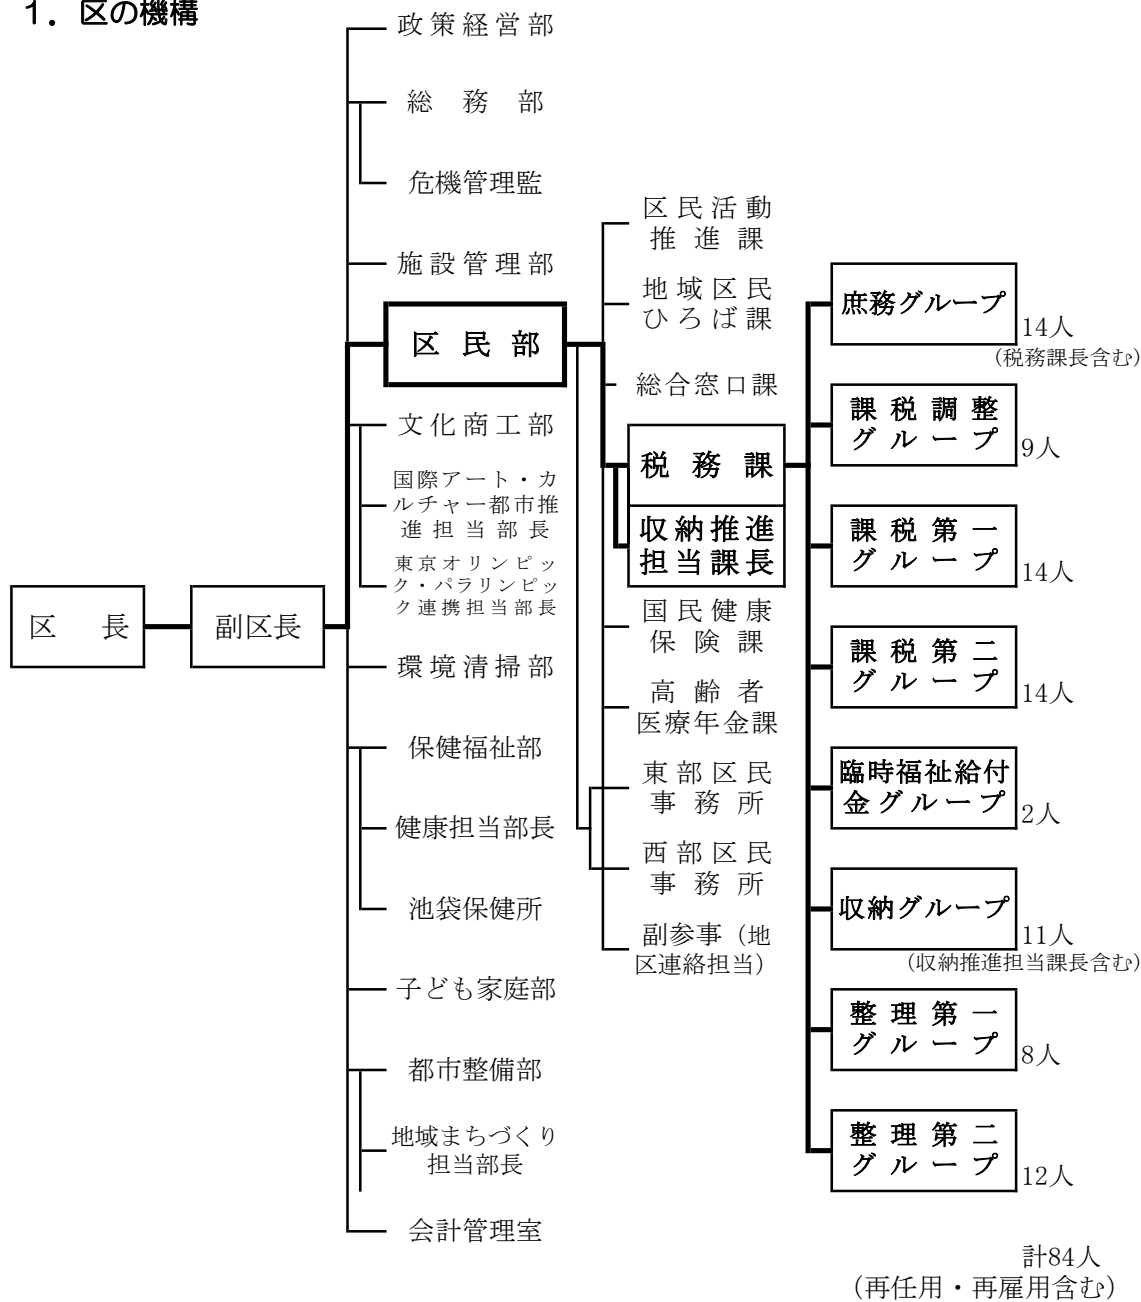 1．区の機構
政策経営部
総務部
危機管理監
施設管理部
区民部
文化商工部
国際アート・カ
ルチャー都市推
進担当部長
東京オリンピッ
ク・パラリンピッ
ク連携担当部長
区長
副区長
環境清掃部
保健福祉部
健康担当部長
池袋保健所
子ども家庭部
都市整備部
地域まちづくり
担当部長
会計管理室
区民活動
推進課
地域区民
ひろば課
総合窓口課
税務課
収納推進
担当課長
国民健康
保険課
高齢者
医療年金課
東部区民
事務所
西部区民
事務所
副参事（地
区連絡担当）
庶務グループ
14人
（税務課長含む）
課税調整
グループ
9人
課税第一
グループ
14人
課税第二
グループ
14人
臨時福祉給付
金グループ
2人
収納グループ
11人
（収納推進担当課長含む）
整理第一
グループ
8人
整理第二
グループ
12人
計84人
（再任用・再雇用含む）